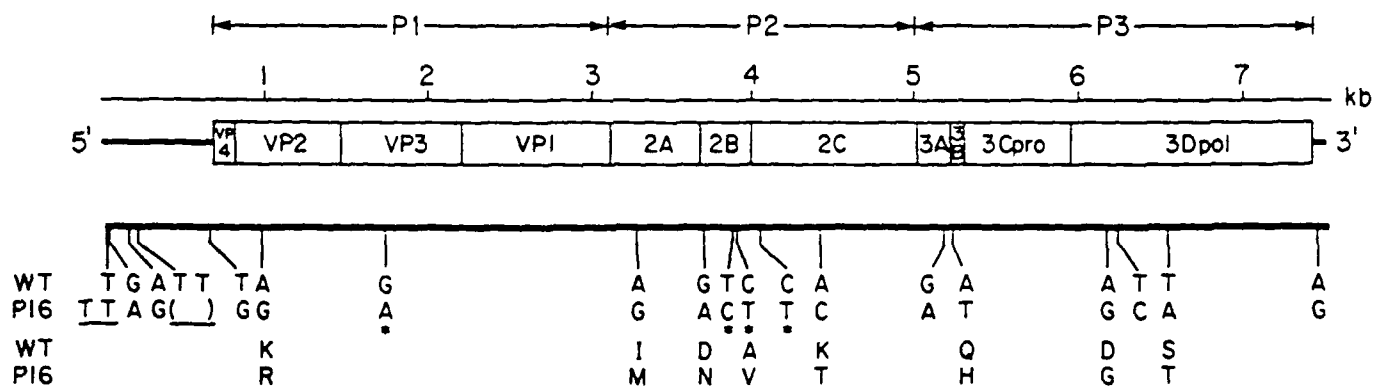 P1 P2 P3
1 2 3 4 5 6 7 kb
5' VP4 VP2 VP3 VP1 2A 2B 2C 3A 3B 3Cpro 3Dpol 3'
WT T G A T T T A G A G T C C A G A A T T A
P16 T T A G ( ) G G A G A C T T C A T G C A G
* * * *
WT K I D A K Q D S
P16 R M N V T H G T